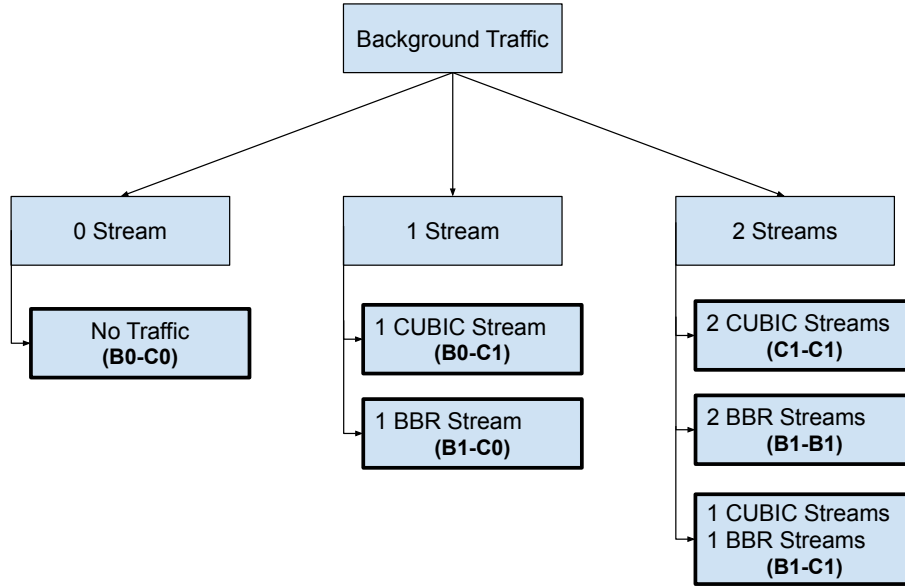 Background Traffic
0 Stream
No Traffic
(B0-C0)
1 Stream
1 CUBIC Stream
(B0-C1)
1 BBR Stream
(B1-C0)
2 Streams
2 CUBIC Streams
(C1-C1)
2 BBR Streams
(B1-B1)
1 CUBIC Streams
1 BBR Streams
(B1-C1)